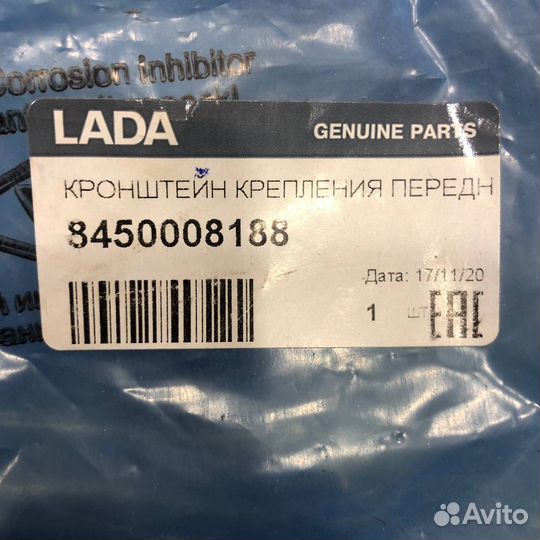 Corrosion inhibitor
LADA
GENUINE PARTS
КРОНШТЕЙН КРЕПЛЕНИЯ ПЕРЕДН
8450008188
Дата: 17/11/20
1 шт
EAC
Avito